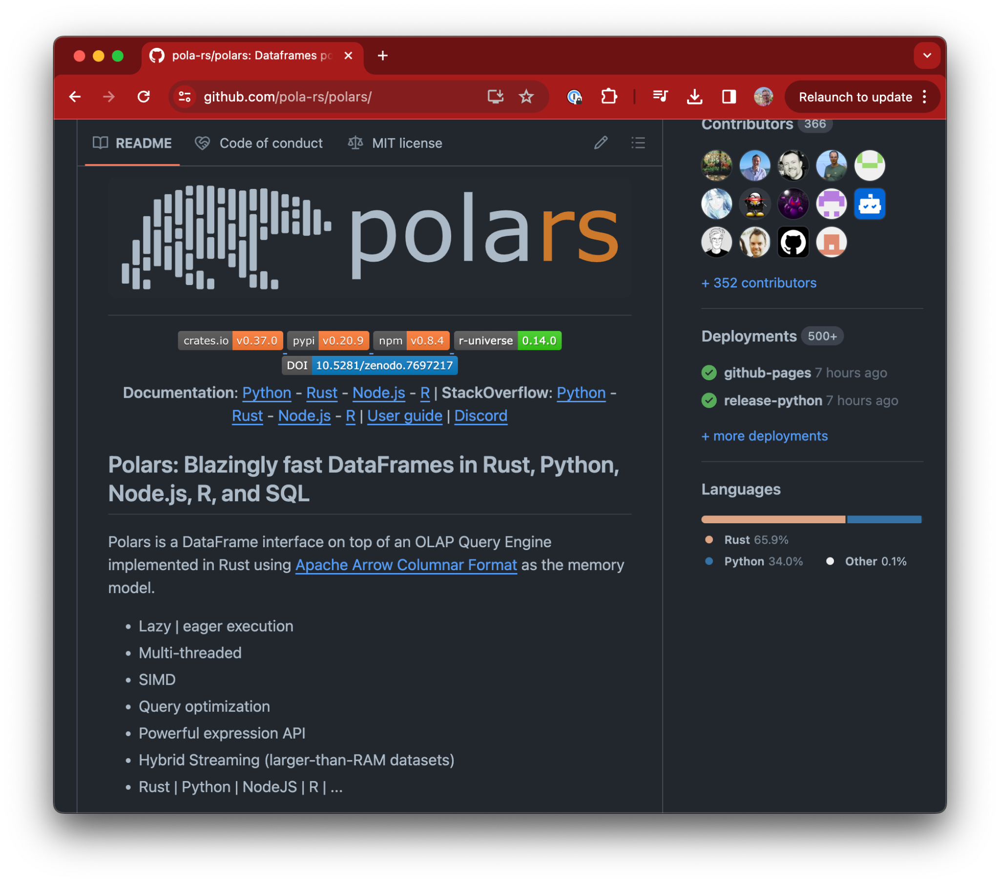 pola-rs/polars: Dataframes po
github.com/pola-rs/polars/
Relaunch to update
README
Code of conduct
MIT license
polars
crates.io v0.37.0 pypi v0.20.9 npm v0.8.4 r-universe 0.14.0
DOI 10.5281/zenodo.7697217
Documentation: Python - Rust - Node.js - R | StackOverflow: Python -
Rust - Node.js - R | User guide | Discord
Polars: Blazingly fast DataFrames in Rust, Python,
Node.js, R, and SQL
Polars is a DataFrame interface on top of an OLAP Query Engine
implemented in Rust using Apache Arrow Columnar Format as the memory
model.
• Lazy | eager execution
• Multi-threaded
• SIMD
• Query optimization
• Powerful expression API
• Hybrid Streaming (larger-than-RAM datasets)
• Rust | Python | NodeJS | R | ...
Contributors 366
+ 352 contributors
Deployments 500+
github-pages 7 hours ago
release-python 7 hours ago
+ more deployments
Languages
Rust 65.9%
Python 34.0% Other 0.1%